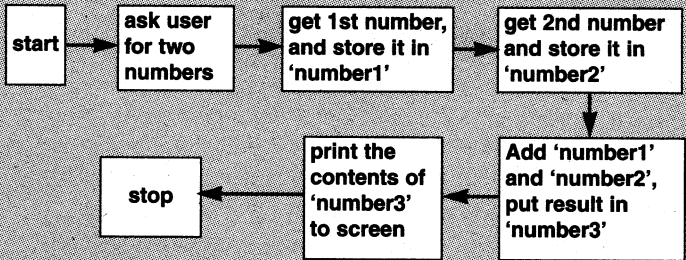 start
ask user
for two
numbers
get 1st number,
and store it in
‘number1’
get 2nd number
and store it in
‘number2’
Add ‘number1’
and ‘number2’,
put result in
‘number3’
print the
contents of
‘number3’
to screen
stop